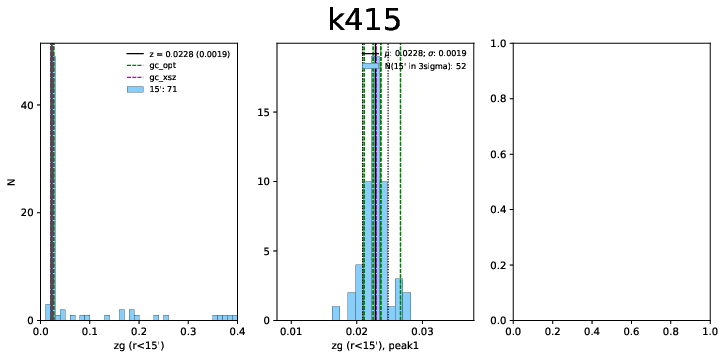 k415
z = 0.0228 (0.0019)
gc_opt
gc_xsz
15': 71
N
40
20
0
0.0 0.1 0.2 0.3 0.4
zg (r<15')
μ: 0.0228; σ: 0.0019
N(15' in 3sigma): 52
15
10
5
0
0.01 0.02 0.03
zg (r<15'), peak1
1.0
0.8
0.6
0.4
0.2
0.0
0.0 0.2 0.4 0.6 0.8 1.0